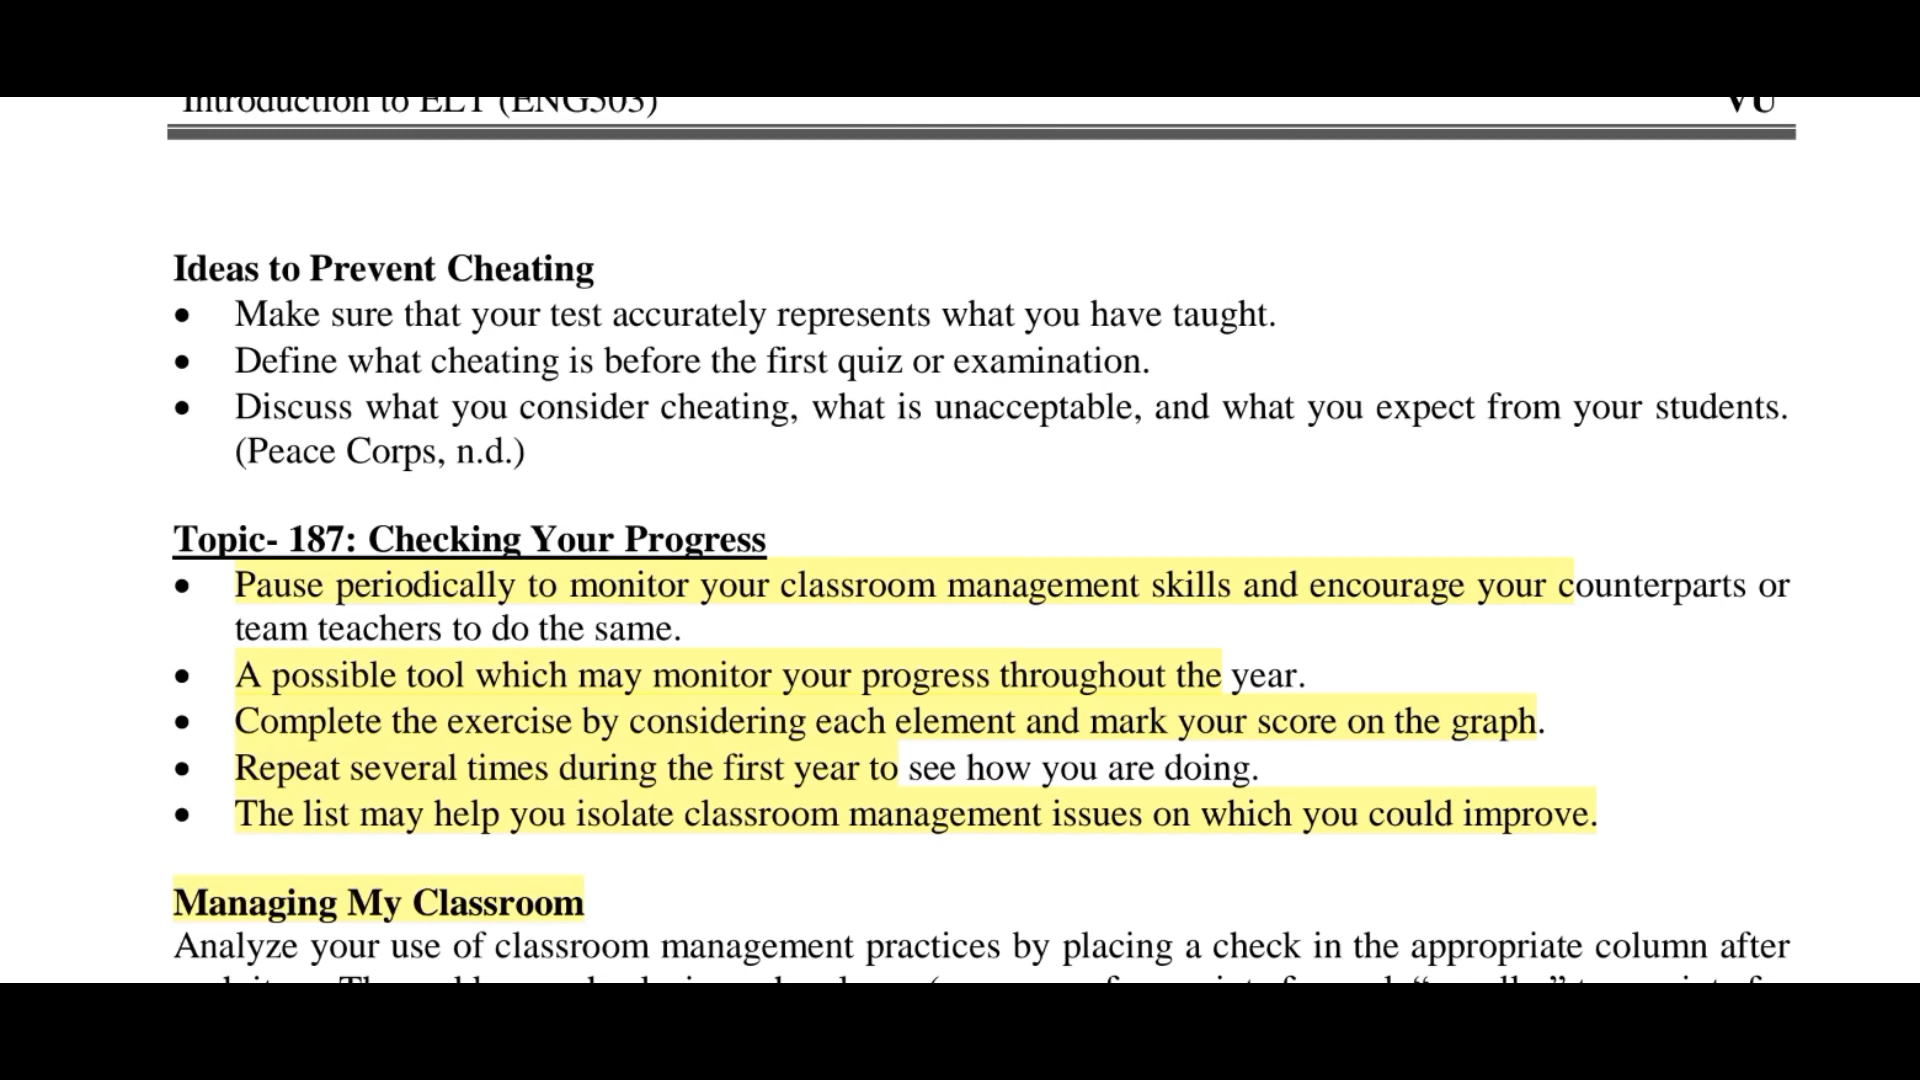 Introduction to ELT (ENG503) VU
Ideas to Prevent Cheating
• Make sure that your test accurately represents what you have taught.
• Define what cheating is before the first quiz or examination.
• Discuss what you consider cheating, what is unacceptable, and what you expect from your students.
(Peace Corps, n.d.)
Topic- 187: Checking Your Progress
• Pause periodically to monitor your classroom management skills and encourage your counterparts or
team teachers to do the same.
• A possible tool which may monitor your progress throughout the year.
• Complete the exercise by considering each element and mark your score on the graph.
• Repeat several times during the first year to see how you are doing.
• The list may help you isolate classroom management issues on which you could improve.
Managing My Classroom
Analyze your use of classroom management practices by placing a check in the appropriate column after